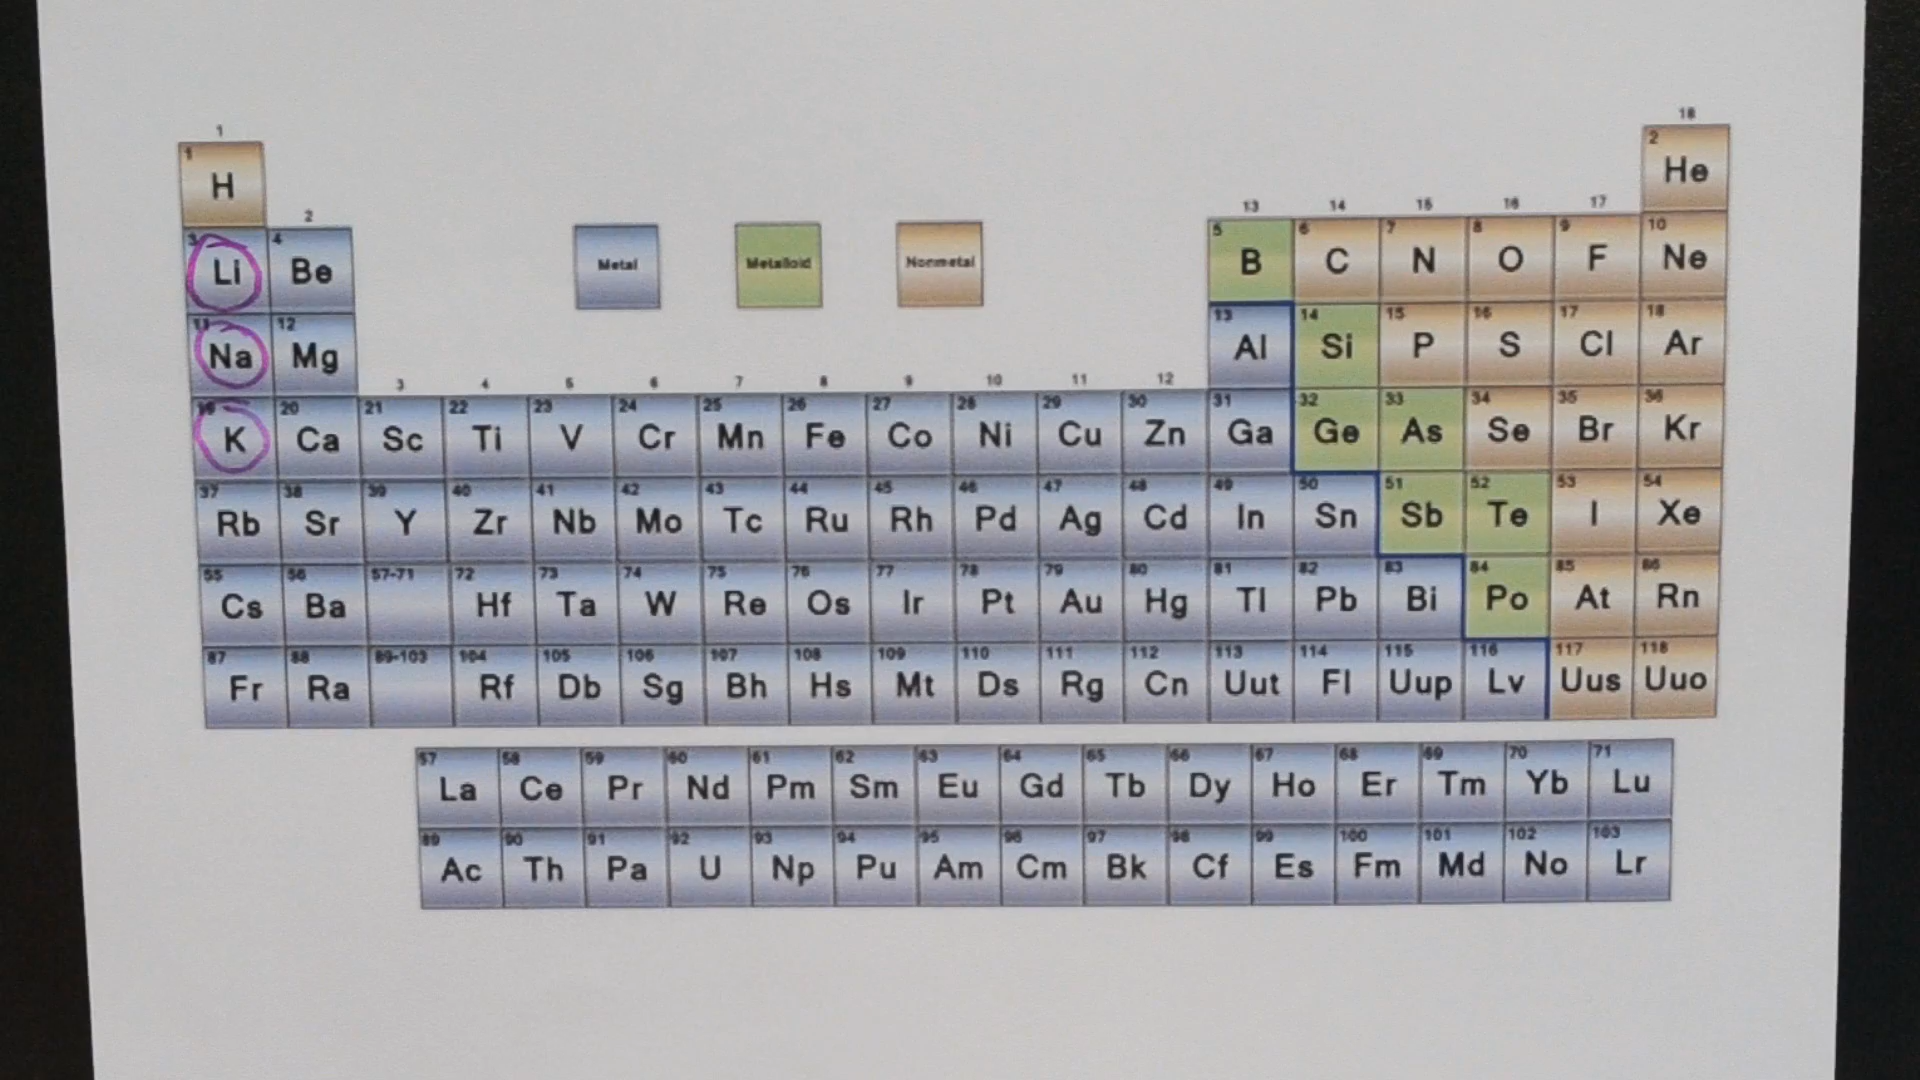 1 18
1 H 2 He
2 13 14 15 16 17
3 Li 4 Be Metal Metalloid Nonmetal 5 B 6 C 7 N 8 O 9 F 10 Ne
11 Na 12 Mg 13 Al 14 Si 15 P 16 S 17 Cl 18 Ar
3 4 5 6 7 8 9 10 11 12
19 K 20 Ca 21 Sc 22 Ti 23 V 24 Cr 25 Mn 26 Fe 27 Co 28 Ni 29 Cu 30 Zn 31 Ga 32 Ge 33 As 34 Se 35 Br 36 Kr
37 Rb 38 Sr 39 Y 40 Zr 41 Nb 42 Mo 43 Tc 44 Ru 45 Rh 46 Pd 47 Ag 48 Cd 49 In 50 Sn 51 Sb 52 Te 53 I 54 Xe
55 Cs 56 Ba 57-71 72 Hf 73 Ta 74 W 75 Re 76 Os 77 Ir 78 Pt 79 Au 80 Hg 81 Tl 82 Pb 83 Bi 84 Po 85 At 86 Rn
87 Fr 88 Ra 89-103 104 Rf 105 Db 106 Sg 107 Bh 108 Hs 109 Mt 110 Ds 111 Rg 112 Cn 113 Uut 114 Fl 115 Uup 116 Lv 117 Uus 118 Uuo
57 La 58 Ce 59 Pr 60 Nd 61 Pm 62 Sm 63 Eu 64 Gd 65 Tb 66 Dy 67 Ho 68 Er 69 Tm 70 Yb 71 Lu
89 Ac 90 Th 91 Pa 92 U 93 Np 94 Pu 95 Am 96 Cm 97 Bk 98 Cf 99 Es 100 Fm 101 Md 102 No 103 Lr